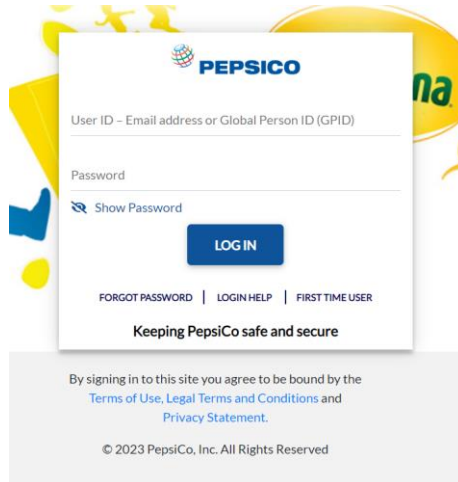 PEPSICO
na
User ID – Email address or Global Person ID (GPID)
Password
Show Password
LOG IN
FORGOT PASSWORD | LOGIN HELP | FIRST TIME USER
Keeping PepsiCo safe and secure
By signing in to this site you agree to be bound by the
Terms of Use, Legal Terms and Conditions and
Privacy Statement.
© 2023 PepsiCo, Inc. All Rights Reserved